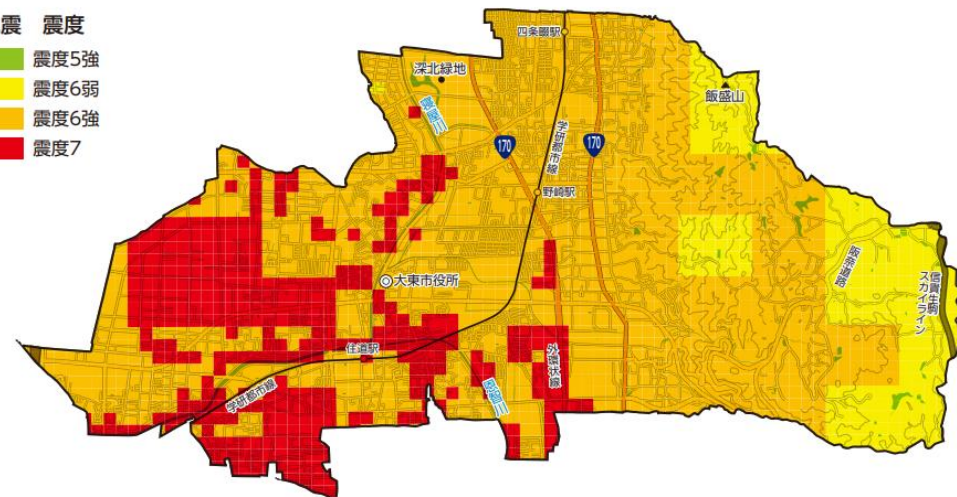 震 震度
震度5強
震度6弱
震度6強
震度7
四条畷駅
深北緑地
飯盛山
寝屋川
170
学研都市線
170
野崎駅
大東市役所
阪奈道路
信貴生駒
スカイライン
住道駅
外環状線
恩智川
学研都市線